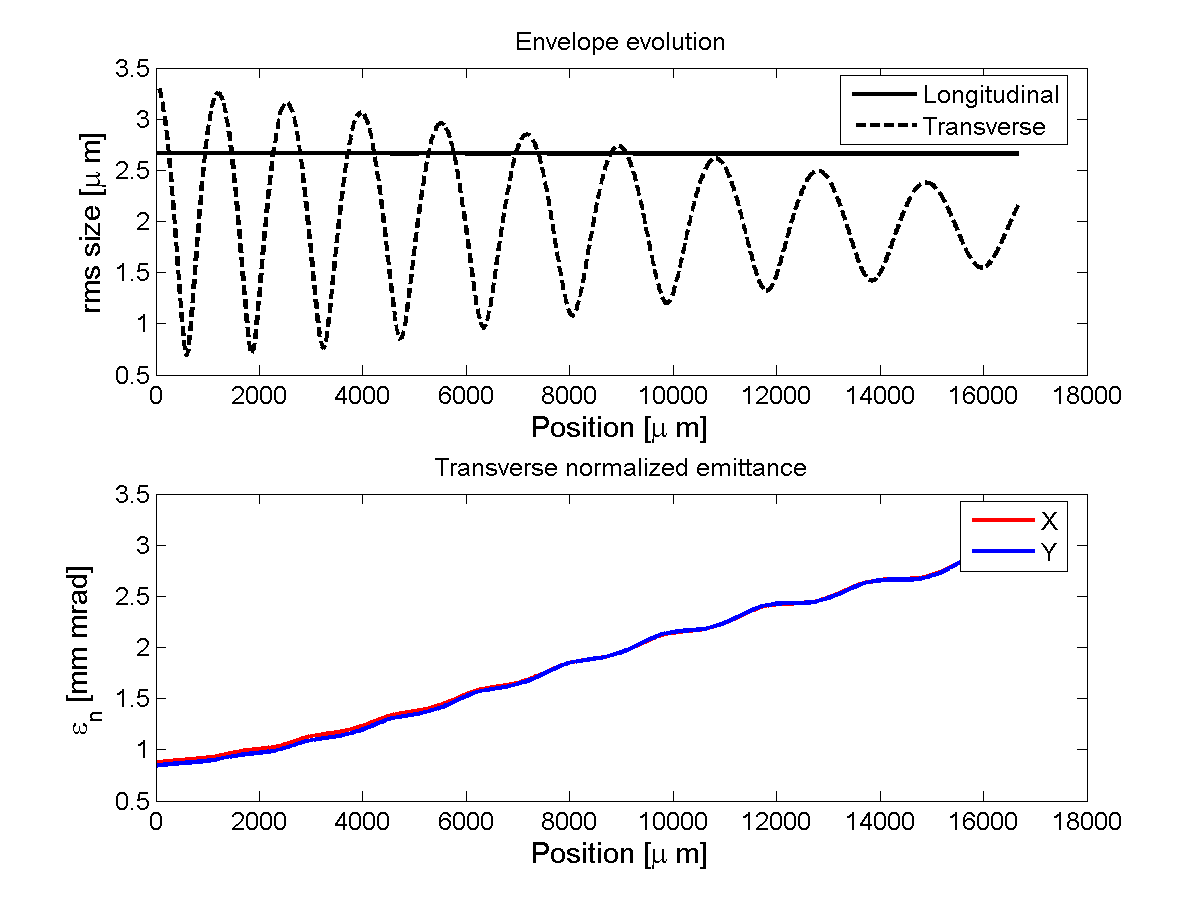 Envelope evolution
3.5
3
2.5
2
1.5
1
0.5
rms size [μ m]
Longitudinal
Transverse
0 2000 4000 6000 8000 10000 12000 14000 16000 18000
Position [μ m]
Transverse normalized emittance
3.5
3
2.5
2
1.5
1
0.5
εn [mm mrad]
X
Y
0 2000 4000 6000 8000 10000 12000 14000 16000 18000
Position [μ m]